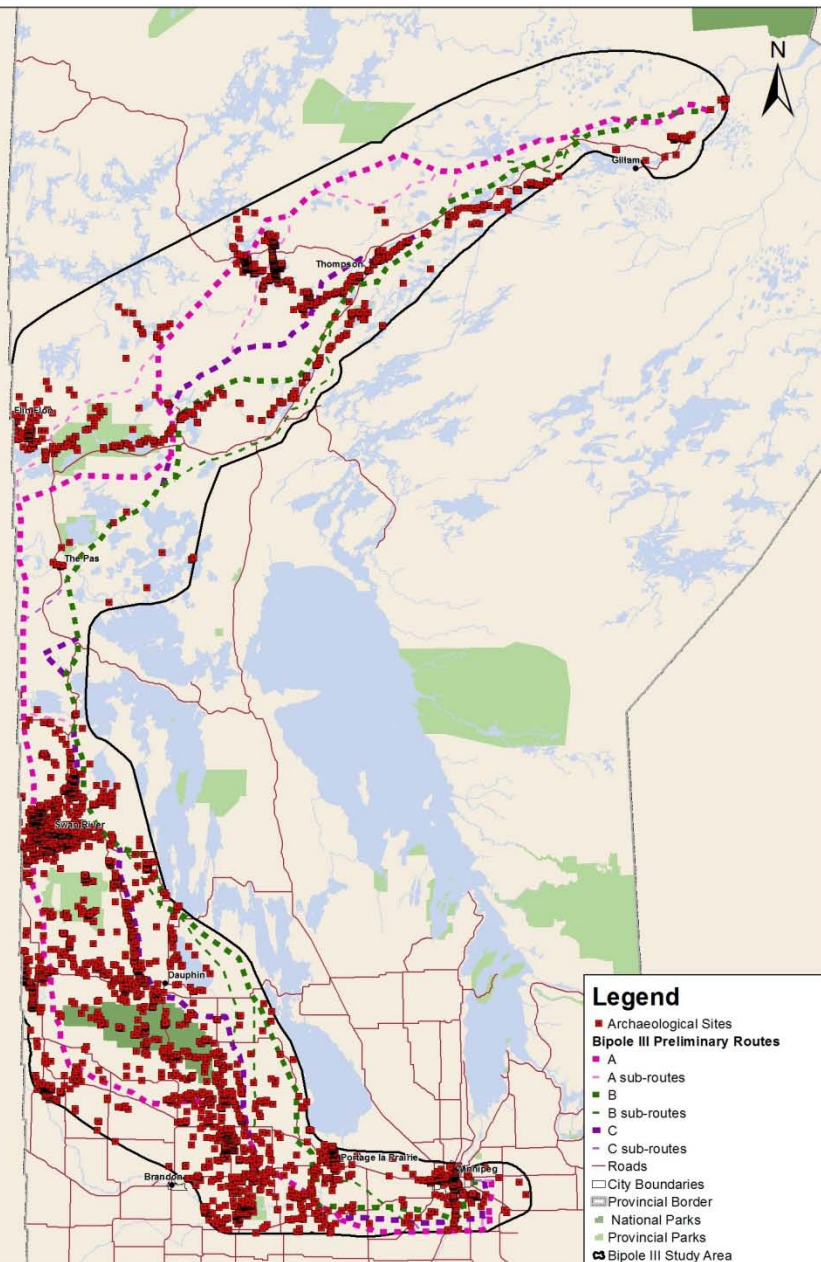 N
Gillam
Thompson
Flin Flon
The Pas
Swan River
Dauphin
Portage la Prairie
Winnipeg
Brandon
Legend
Archaeological Sites
Bipole III Preliminary Routes
A
A sub-routes
B
B sub-routes
C
C sub-routes
Roads
City Boundaries
Provincial Border
National Parks
Provincial Parks
Bipole III Study Area